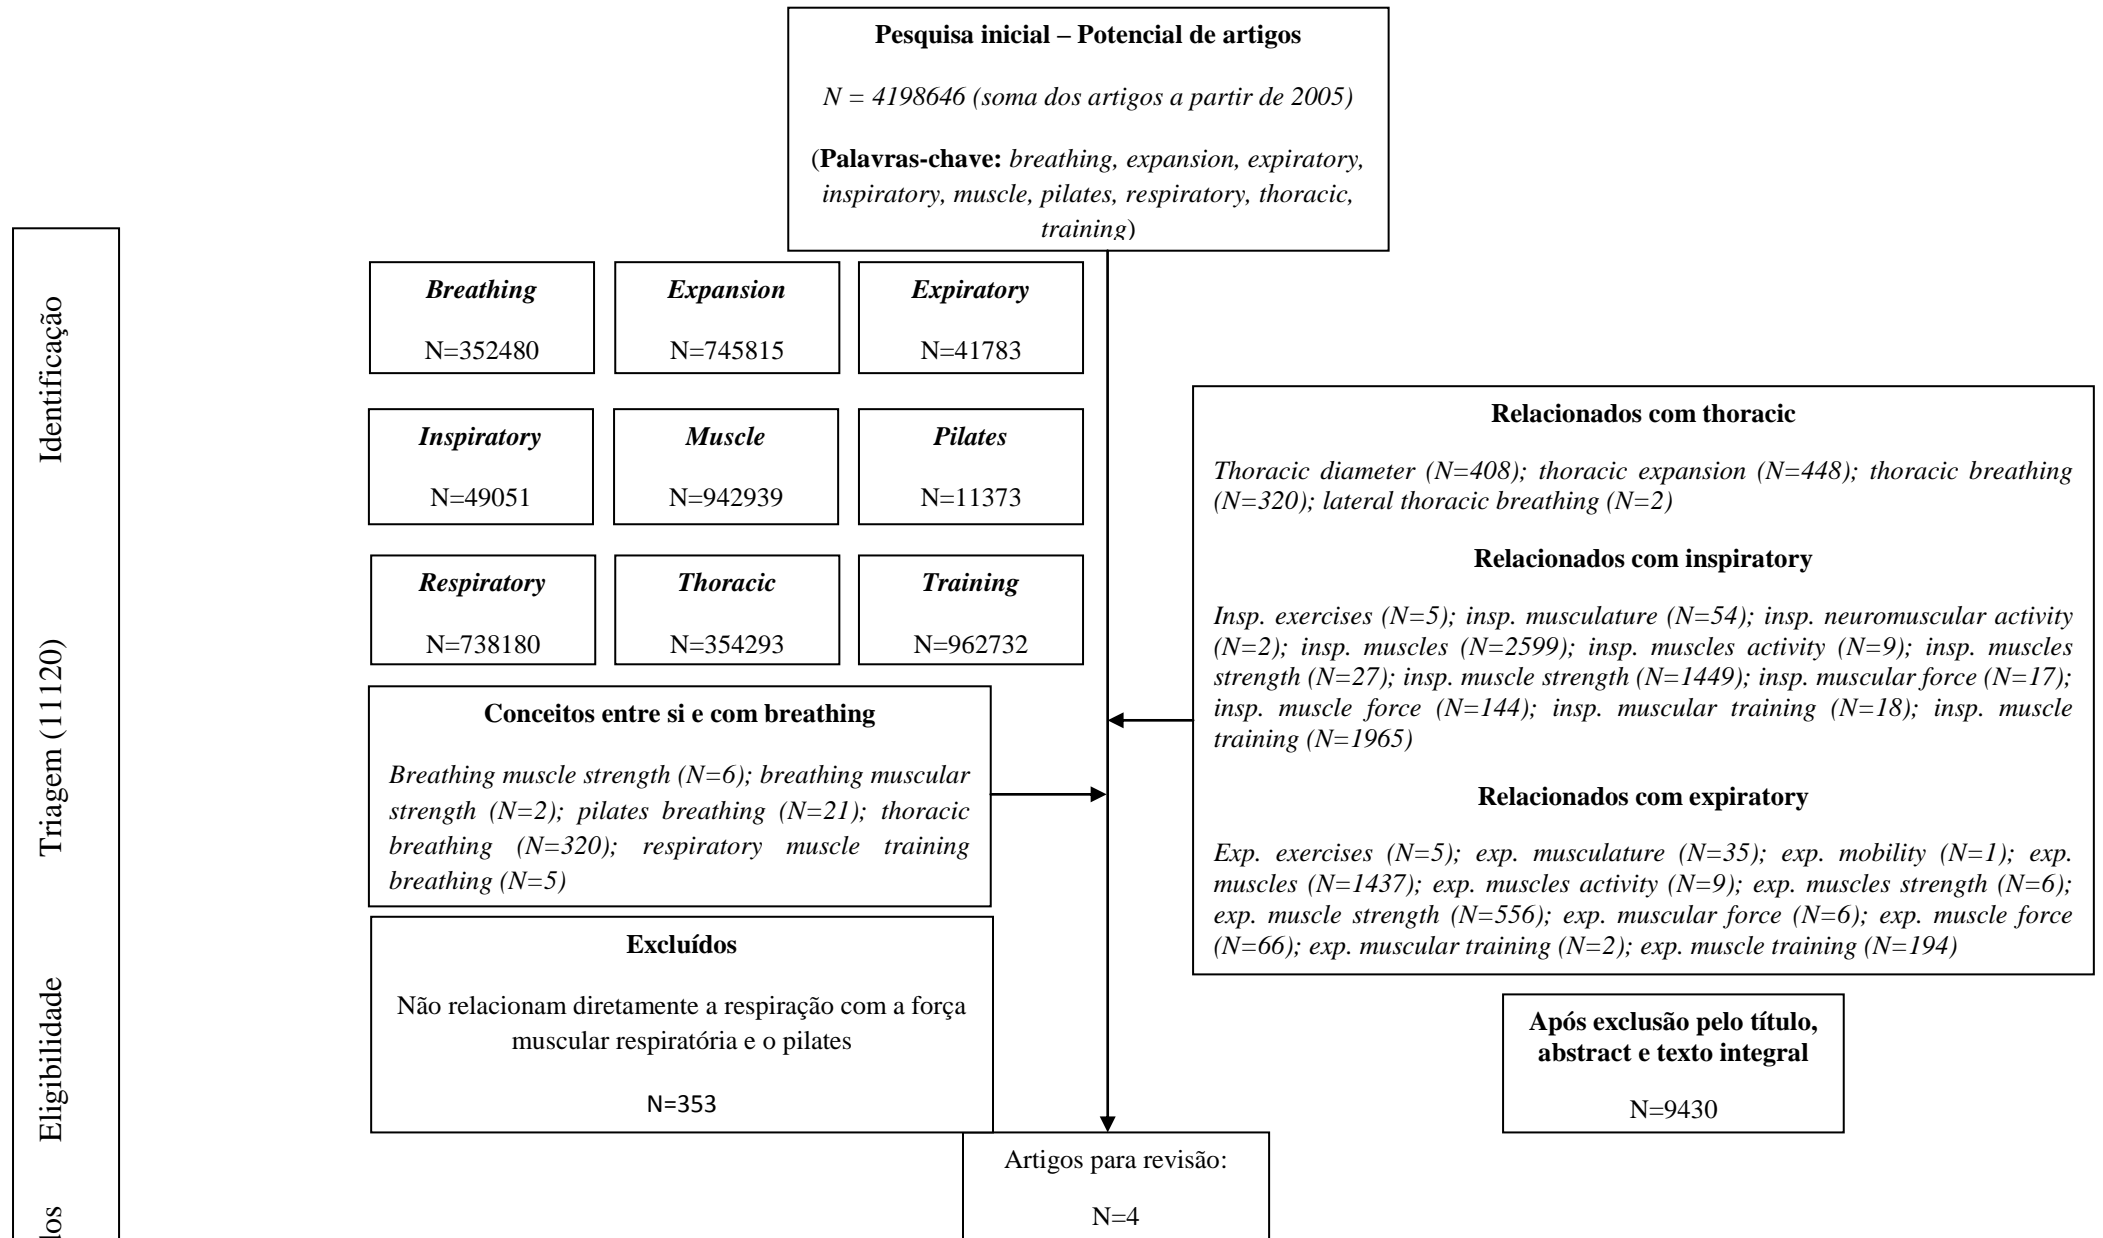 Pesquisa inicial – Potencial de artigos
N = 4198646 (soma dos artigos a partir de 2005)
(Palavras-chave: breathing, expansion, expiratory,
inspiratory, muscle, pilates, respiratory, thoracic,
training)
Identificação
Triagem (11120)
Eligibilidade
Breathing
N=352480
Expansion
N=745815
Expiratory
N=41783
Inspiratory
N=49051
Muscle
N=942939
Pilates
N=11373
Respiratory
N=738180
Thoracic
N=354293
Training
N=962732
Conceitos entre si e com breathing
Breathing muscle strength (N=6); breathing muscular
strength (N=2); pilates breathing (N=21); thoracic
breathing (N=320); respiratory muscle training
breathing (N=5)
Relacionados com thoracic
Thoracic diameter (N=408); thoracic expansion (N=448); thoracic breathing
(N=320); lateral thoracic breathing (N=2)
Relacionados com inspiratory
Insp. exercises (N=5); insp. musculature (N=54); insp. neuromuscular activity
(N=2); insp. muscles (N=2599); insp. muscles activity (N=9); insp. muscles
strength (N=27); insp. muscle strength (N=1449); insp. muscular force (N=17);
insp. muscle force (N=144); insp. muscular training (N=18); insp. muscle
training (N=1965)
Relacionados com expiratory
Exp. exercises (N=5); exp. musculature (N=35); exp. mobility (N=1); exp.
muscles (N=1437); exp. muscles activity (N=9); exp. muscles strength (N=6);
exp. muscle strength (N=556); exp. muscular force (N=6); exp. muscle force
(N=66); exp. muscular training (N=2); exp. muscle training (N=194)
Excluídos
Não relacionam diretamente a respiração com a força
muscular respiratória e o pilates
N=353
Após exclusão pelo título,
abstract e texto integral
N=9430
Artigos para revisão:
N=4